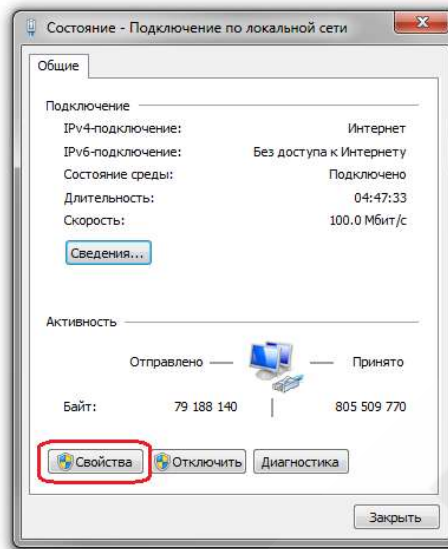 Состояние - Подключение по локальной сети
Общие
Подключение
IPv4-подключение: Интернет
IPv6-подключение: Без доступа к Интернету
Состояние среды: Подключено
Длительность: 04:47:33
Скорость: 100.0 Мбит/с
Сведения...
Активность
Отправлено — — Принято
Байт: 79 188 140 | 805 509 770
Свойства Отключить Диагностика
Закрыть